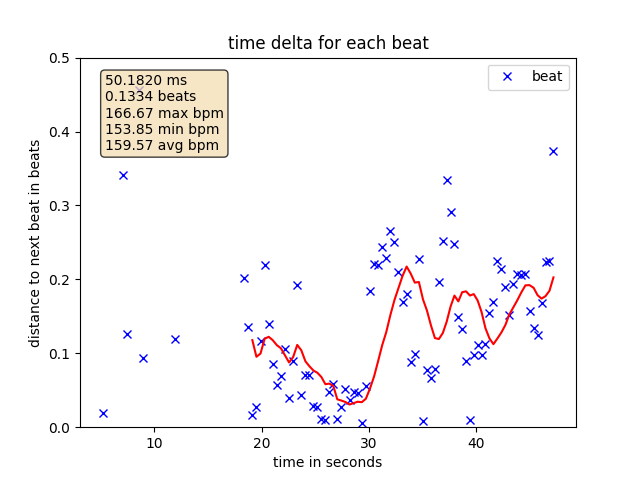 time delta for each beat
50.1820 ms
0.1334 beats
166.67 max bpm
153.85 min bpm
159.57 avg bpm
beat
distance to next beat in beats
0.5
0.4
0.3
0.2
0.1
0.0
10 20 30 40
time in seconds